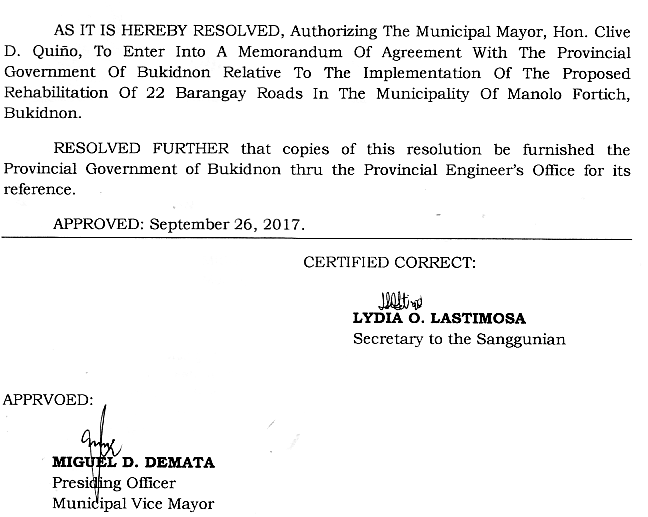 AS IT IS HEREBY RESOLVED, Authorizing The Municipal Mayor, Hon. Clive
D. Quiño, To Enter Into A Memorandum Of Agreement With The Provincial
Government Of Bukidnon Relative To The Implementation Of The Proposed
Rehabilitation Of 22 Barangay Roads In The Municipality Of Manolo Fortich,
Bukidnon.
RESOLVED FURTHER that copies of this resolution be furnished the
Provincial Government of Bukidnon thru the Provincial Engineer's Office for its
reference.
APPROVED: September 26, 2017.
CERTIFIED CORRECT:
LYDIA O. LASTIMOSA
Secretary to the Sanggunian
APPRVOED:
MIGUEL D. DEMATA
Presiding Officer
Municipal Vice Mayor